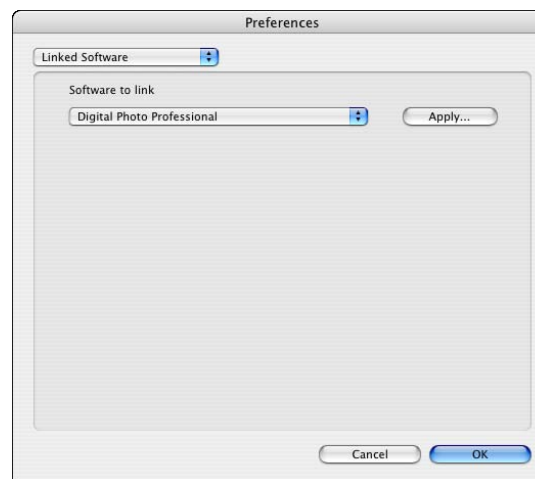 Preferences
Linked Software
Software to link
Digital Photo Professional
Apply...
Cancel
OK